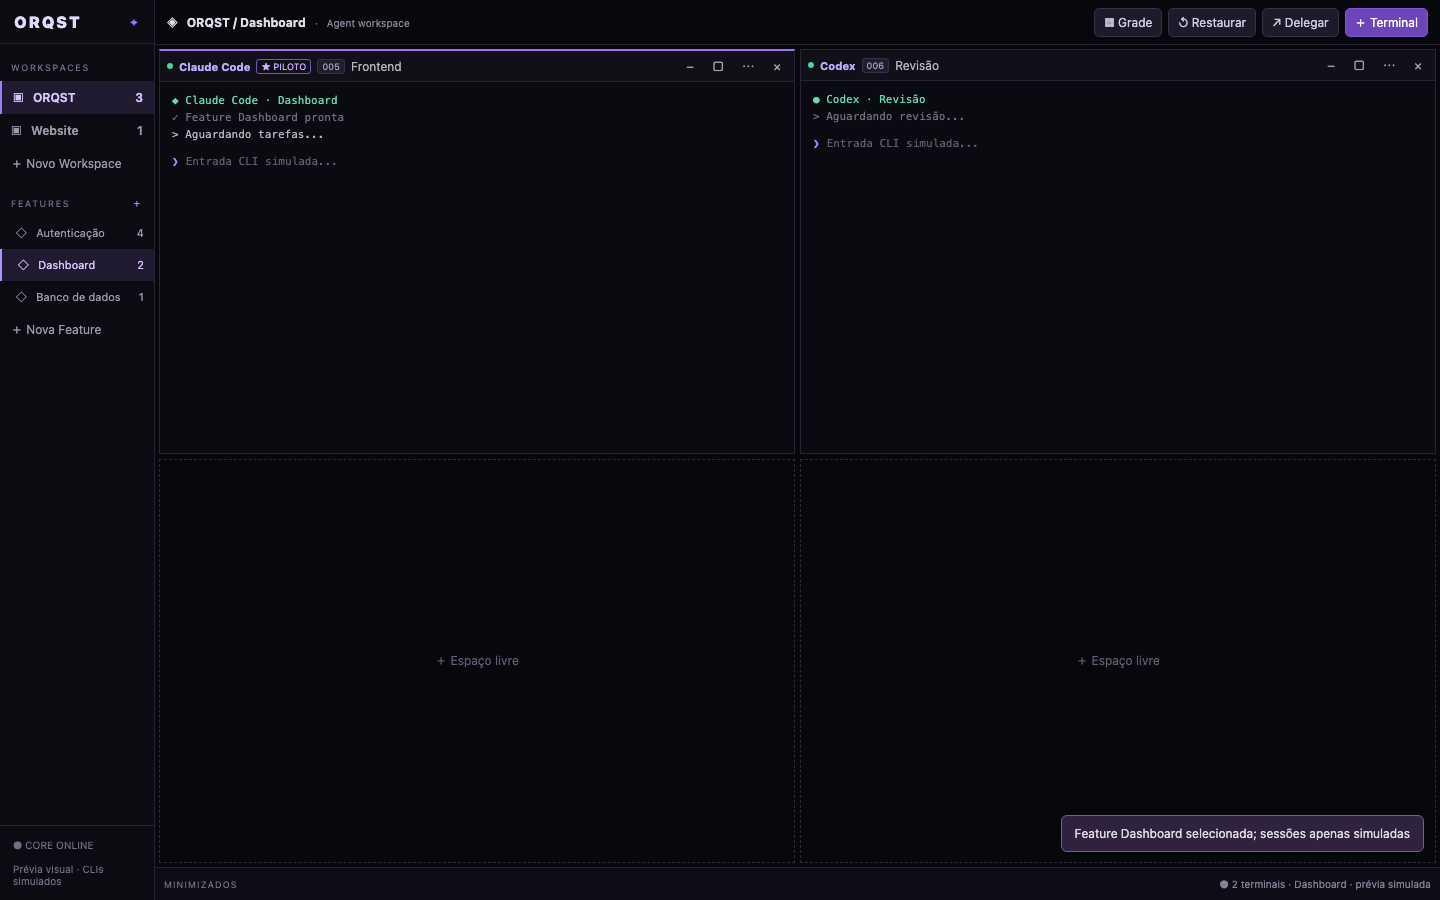 ORQST
WORKSPACES
ORQST 3
Website 1
+ Novo Workspace
FEATURES +
Autenticação 4
Dashboard 2
Banco de dados 1
+ Nova Feature
CORE ONLINE
Prévia visual · CLIs
simulados
ORQST / Dashboard · Agent workspace
Grade
Restaurar
Delegar
+ Terminal
Claude Code ★ PILOTO 005 Frontend
◆ Claude Code · Dashboard
✓ Feature Dashboard pronta
> Aguardando tarefas...
❯ Entrada CLI simulada...
Codex 006 Revisão
● Codex · Revisão
> Aguardando revisão...
❯ Entrada CLI simulada...
+ Espaço livre
+ Espaço livre
Feature Dashboard selecionada; sessões apenas simuladas
MINIMIZADOS
2 terminais · Dashboard · prévia simulada